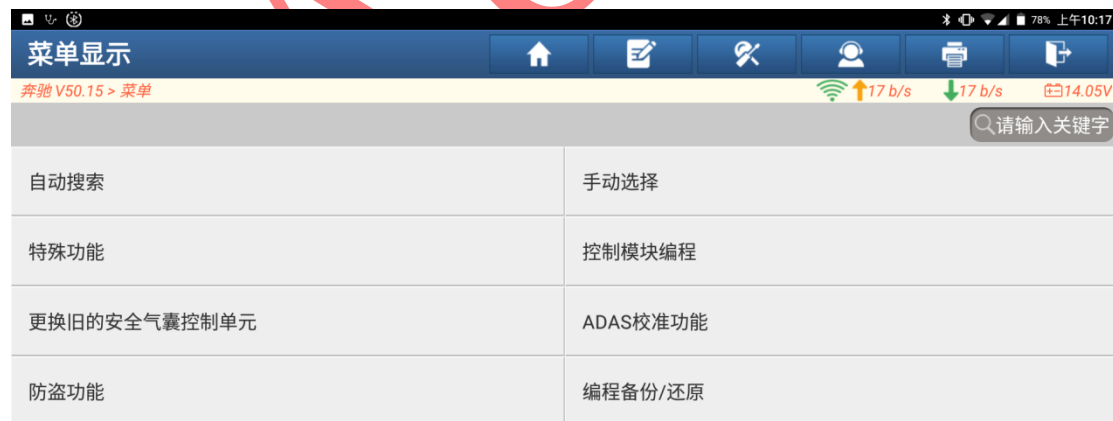 78% 上午10:17
菜单显示
奔驰 V50.15 > 菜单
17 b/s
17 b/s
14.05V
请输入关键字
自动搜索
手动选择
特殊功能
控制模块编程
更换旧的安全气囊控制单元
ADAS校准功能
防盗功能
编程备份/还原